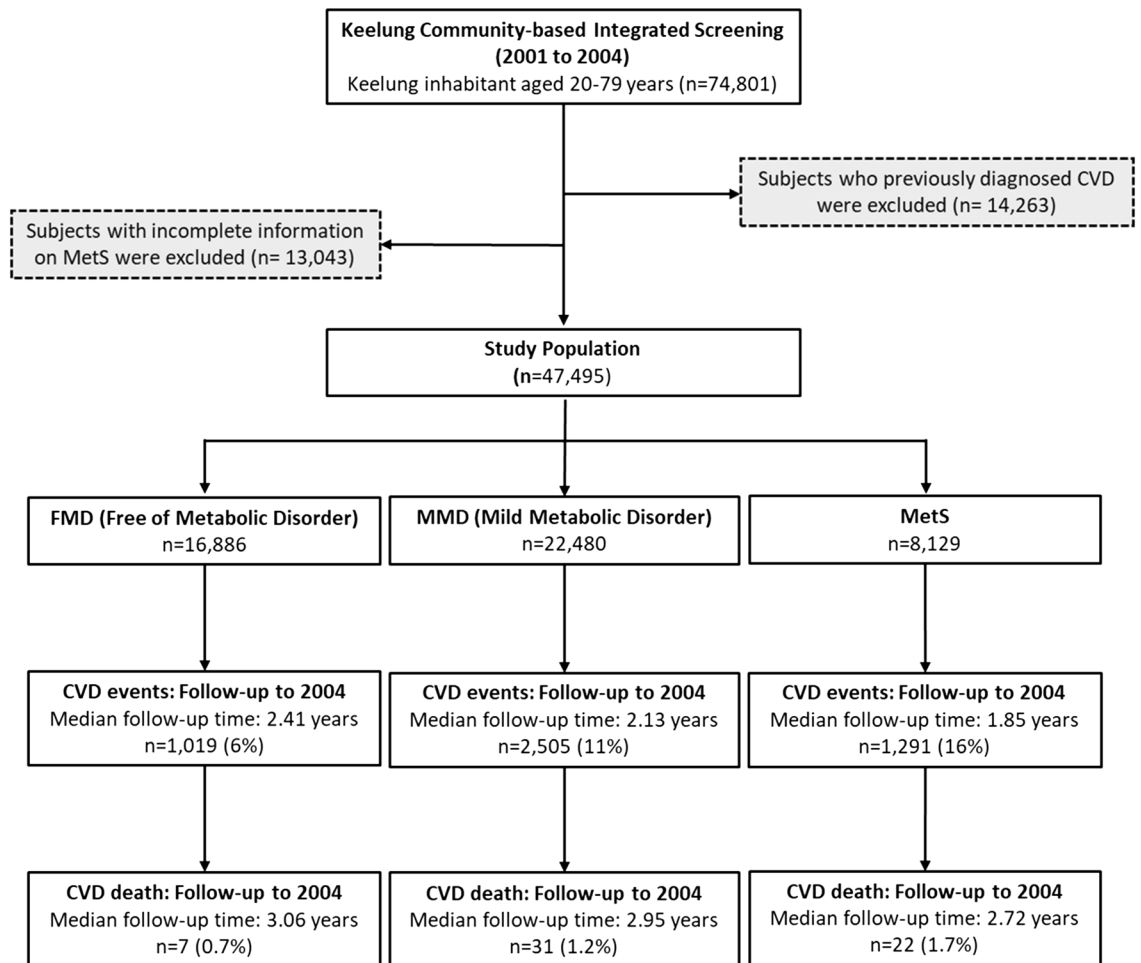 Keelung Community-based Integrated Screening
(2001 to 2004)
Keelung inhabitant aged 20-79 years (n=74,801)
Subjects who previously diagnosed CVD
were excluded (n= 14,263)
Subjects with incomplete information
on MetS were excluded (n= 13,043)
Study Population
(n=47,495)
FMD (Free of Metabolic Disorder)
n=16,886
MMD (Mild Metabolic Disorder)
n=22,480
MetS
n=8,129
CVD events: Follow-up to 2004
Median follow-up time: 2.41 years
n=1,019 (6%)
CVD events: Follow-up to 2004
Median follow-up time: 2.13 years
n=2,505 (11%)
CVD events: Follow-up to 2004
Median follow-up time: 1.85 years
n=1,291 (16%)
CVD death: Follow-up to 2004
Median follow-up time: 3.06 years
n=7 (0.7%)
CVD death: Follow-up to 2004
Median follow-up time: 2.95 years
n=31 (1.2%)
CVD death: Follow-up to 2004
Median follow-up time: 2.72 years
n=22 (1.7%)